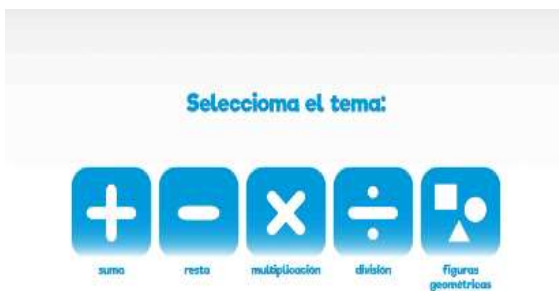 Seleccioma el tema:
suma resta multiplicación división figuras
geométricas